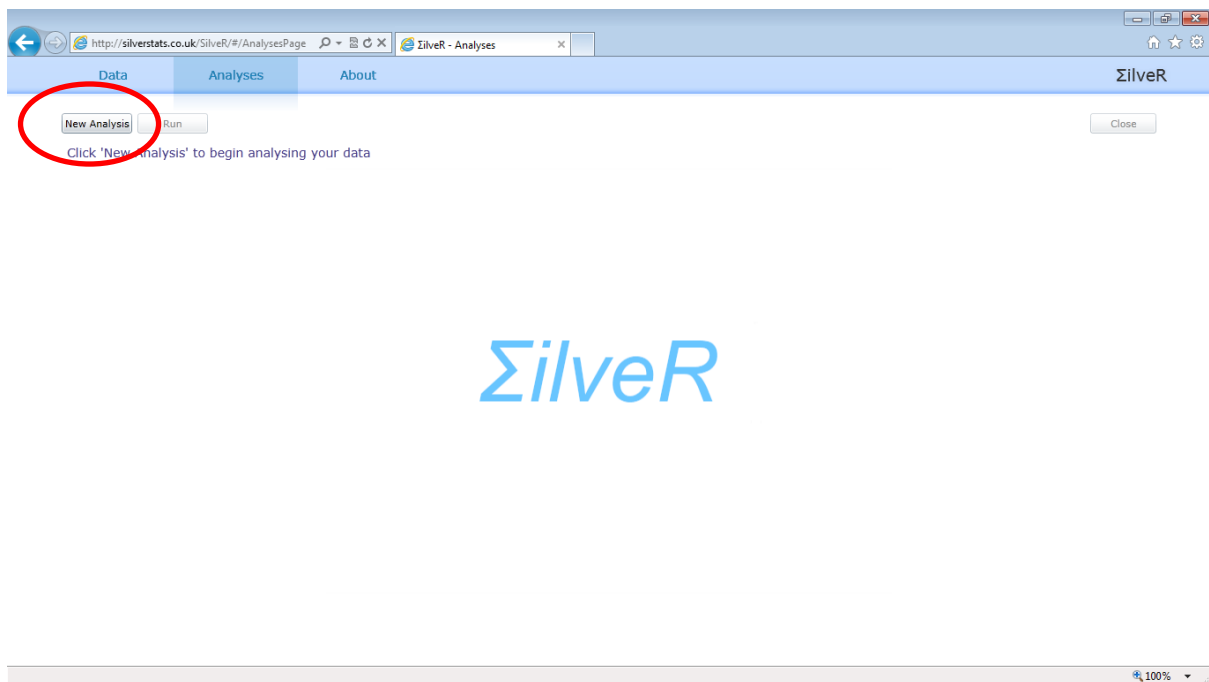 http://silverstats.co.uk/SilveR/#/AnalysesPage
ΣilveR - Analyses
Data
Analyses
About
ΣilveR
New Analysis
Run
Close
Click 'New Analysis' to begin analysing your data
ΣilveR
100%